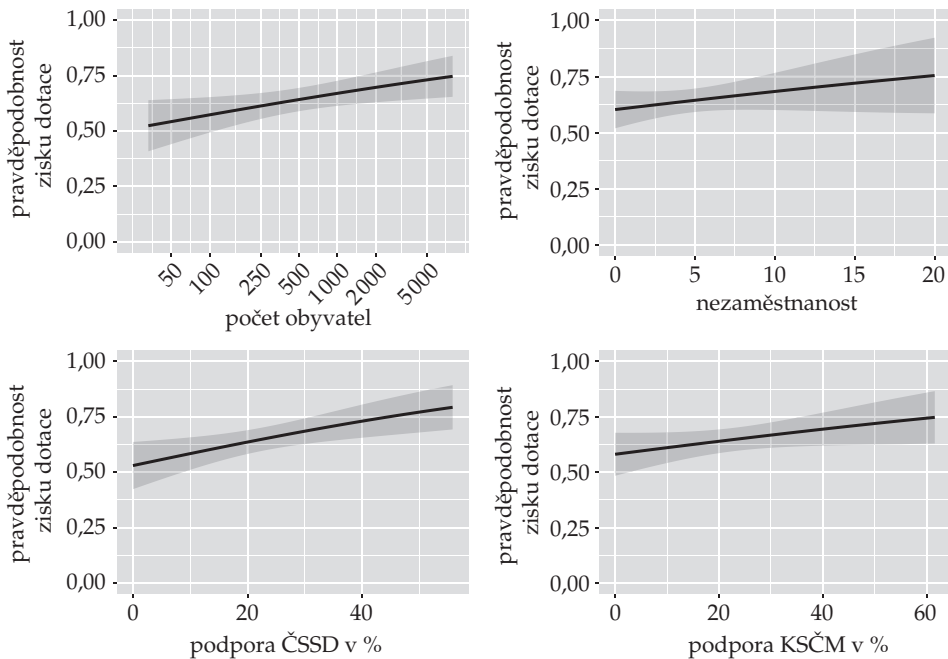 pravděpodobnost
zisku dotace
1,00
0,75
0,50
0,25
0,00
50 100 250 500 1000 2000 5000
počet obyvatel
pravděpodobnost
zisku dotace
1,00
0,75
0,50
0,25
0,00
0 5 10 15 20
nezaměstnanost
pravděpodobnost
zisku dotace
1,00
0,75
0,50
0,25
0,00
0 20 40
podpora ČSSD v %
pravděpodobnost
zisku dotace
1,00
0,75
0,50
0,25
0,00
0 20 40 60
podpora KSČM v %